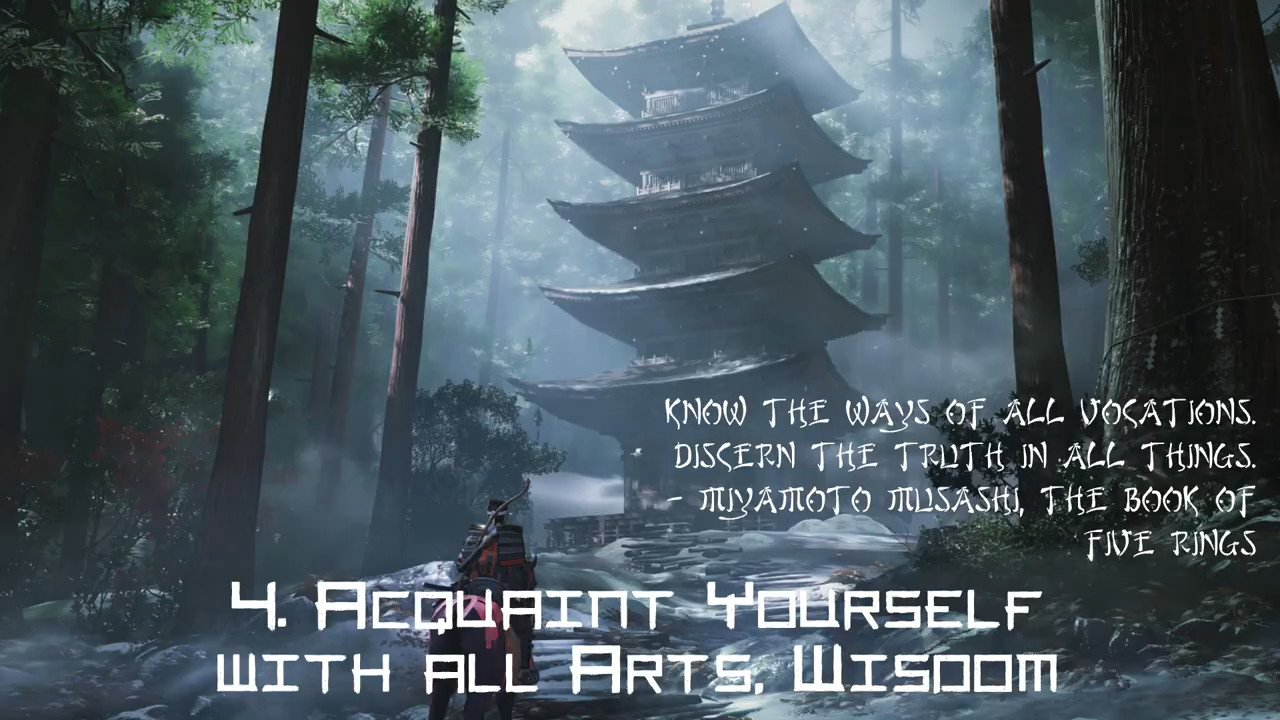 KNOW THE WAYS OF ALL VOCATIONS.
DISCERN THE TRUTH IN ALL THINGS.
- MIYAMOTO MUSASHI, THE BOOK OF
FIVE RINGS
4. ACQUAINT YOURSELF
WITH ALL ARTS, WISDOM